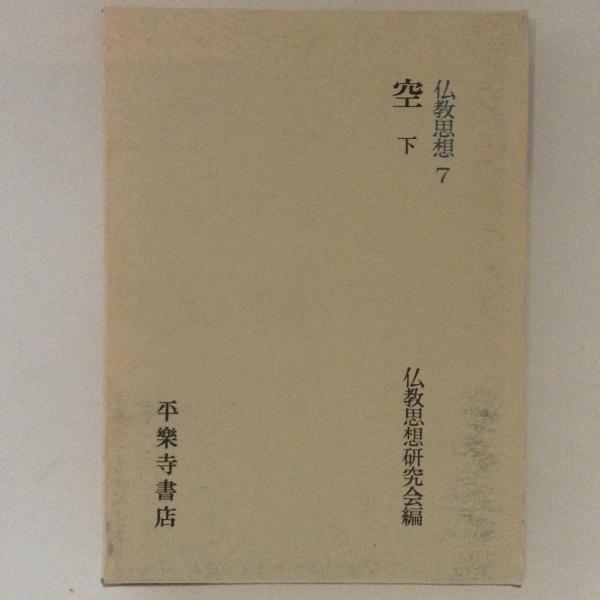 仏教思想 7
空 下
仏教思想研究会編
平樂寺書店